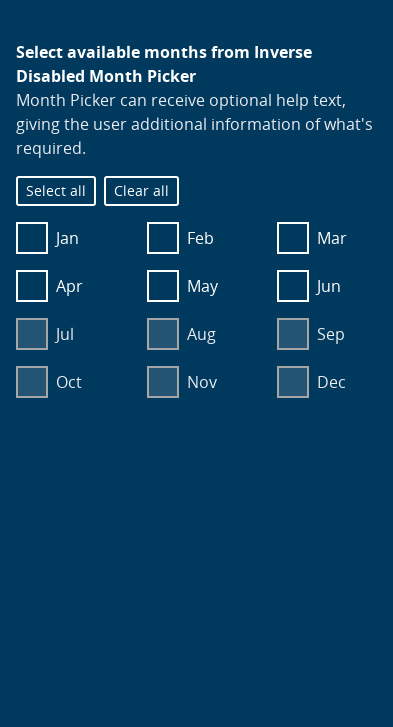 Select available months from Inverse
Disabled Month Picker
Month Picker can receive optional help text,
giving the user additional information of what's
required.
Select all Clear all
Jan Feb Mar
Apr May Jun
Jul Aug Sep
Oct Nov Dec